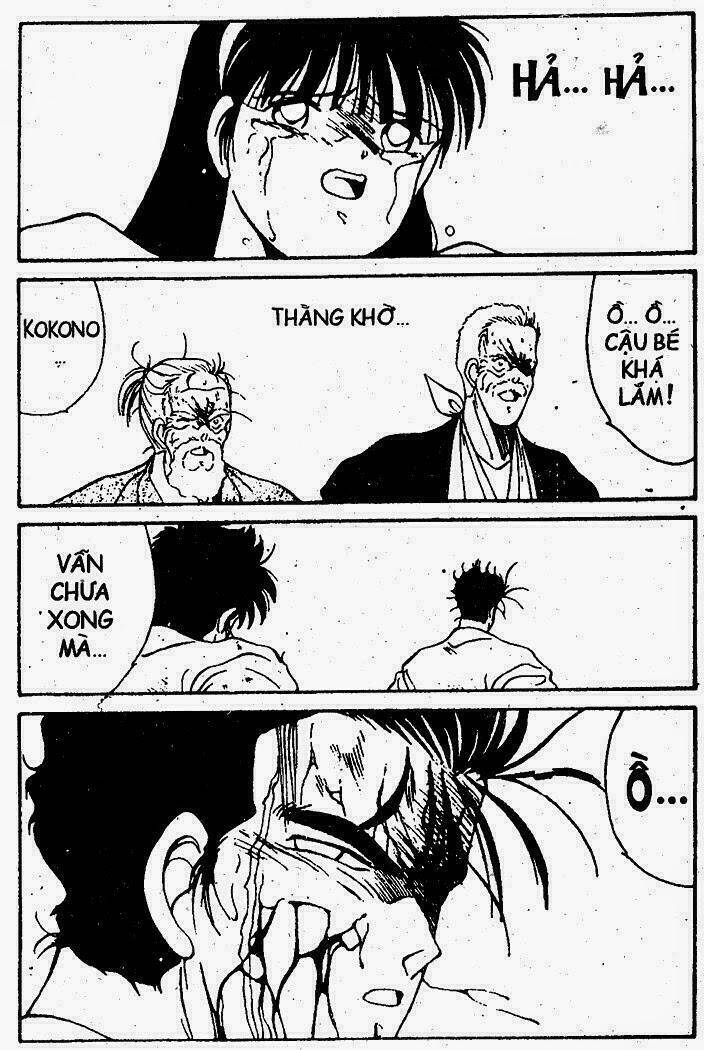 HẢ... HẢ...
KOKONO
...
THẰNG KHỜ...
Ồ... Ồ...
CẬU BÉ
KHÁ
LẮM!
VẪN
CHƯA
XONG
MÀ...
Ồ...